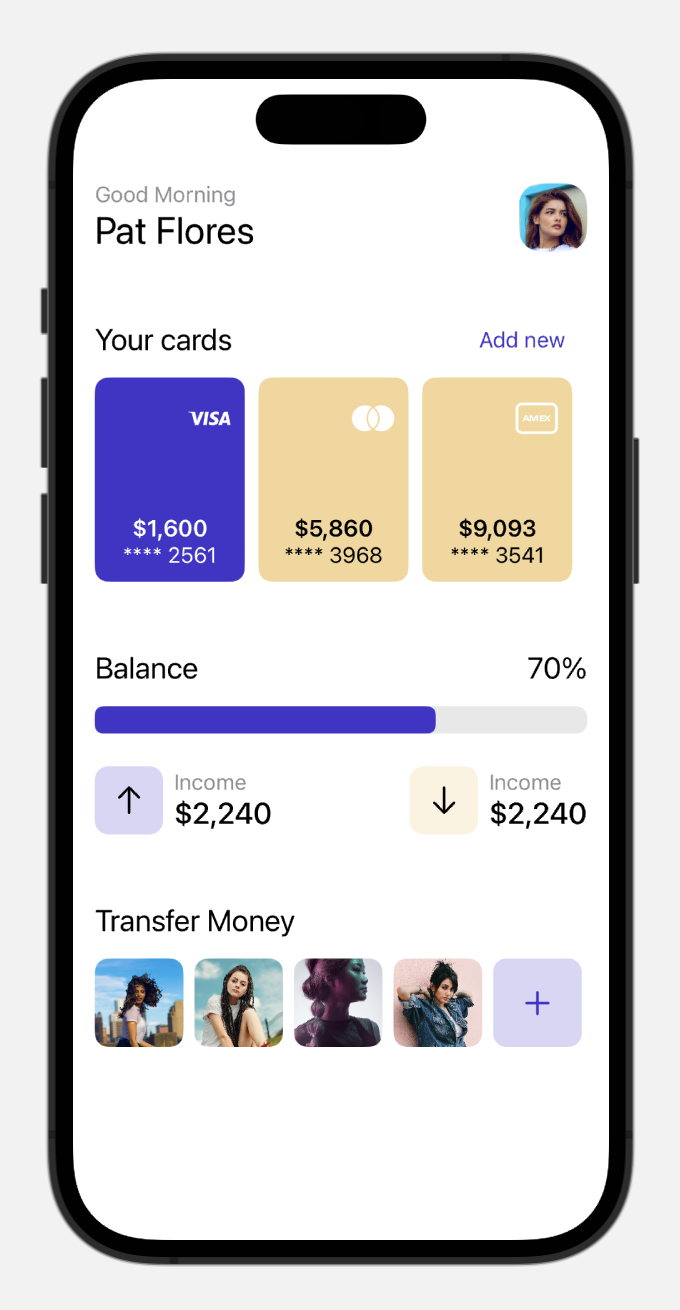 Good Morning
Pat Flores
Your cards
Add new
VISA
AMEX
$1,600
**** 2561
$5,860
**** 3968
$9,093
**** 3541
Balance
70%
Income
$2,240
Income
$2,240
Transfer Money